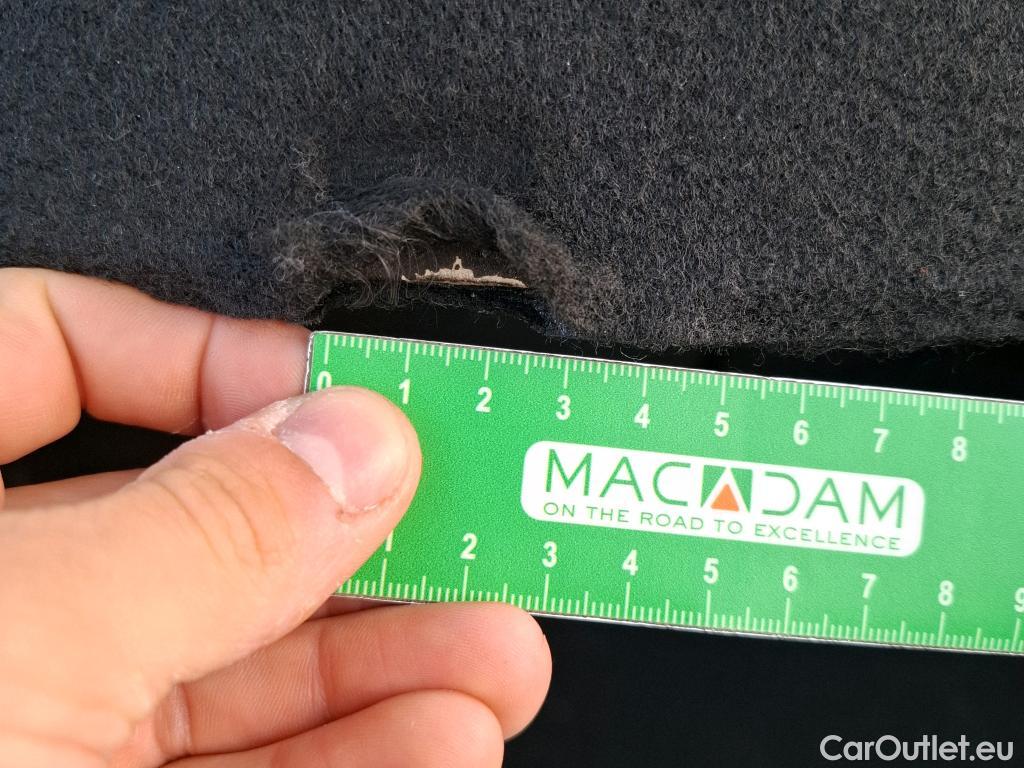 0 1 2 3 4 5 6 7 8
MACADAM
ON THE ROAD TO EXCELLENCE
1 2 3 4 5 6 7 8 9
CarOutlet.eu